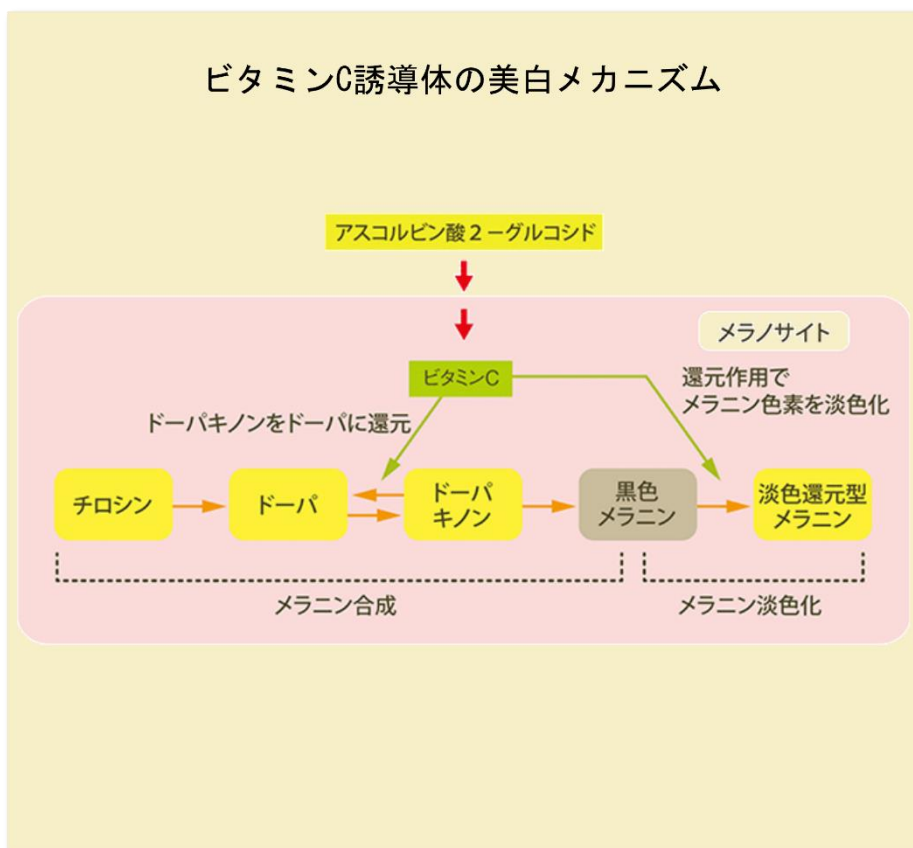 ビタミンC誘導体の美白メカニズム
アスコルビン酸2-グルコシド
メラノサイト
ビタミンC
還元作用で
メラニン色素を淡色化
ドーパキノンをドーパに還元
チロシン
ドーパ
ドーパ
キノン
黒色
メラニン
淡色還元型
メラニン
メラニン合成
メラニン淡色化